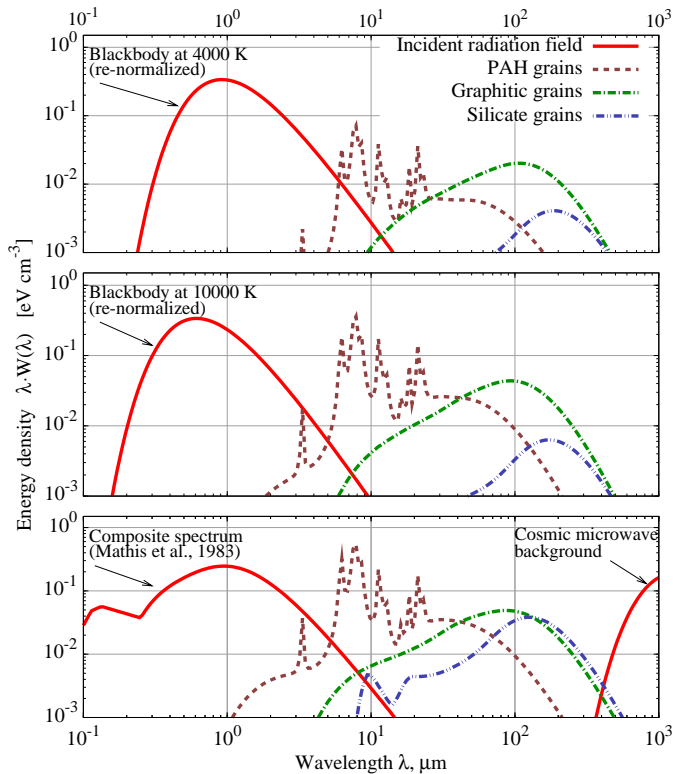 10^-1 10^0 10^1 10^2 10^3
10^0
10^-1
10^-2
10^-3
Blackbody at 4000 K
(re-normalized)
Incident radiation field
PAH grains
Graphitic grains
Silicate grains
10^0
10^-1
10^-2
10^-3
Blackbody at 10000 K
(re-normalized)
Energy density λ·W(λ) [eV cm^-3]
10^0
10^-1
10^-2
10^-3
Composite spectrum
(Mathis et al., 1983)
Cosmic microwave
background
10^-1 10^0 10^1 10^2 10^3
Wavelength λ, μm